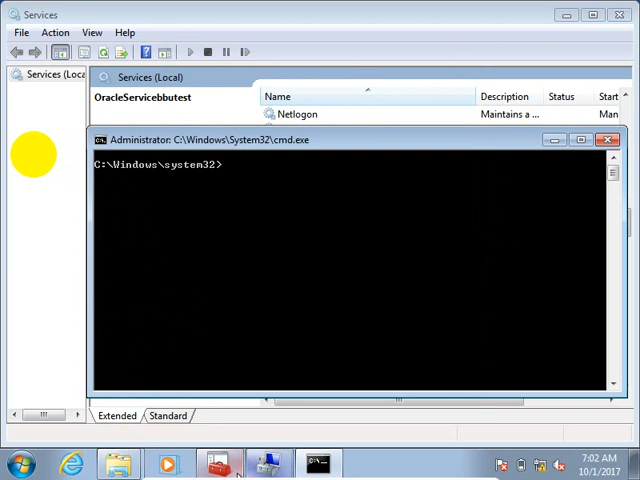 Services
File Action View Help
Services (Loca
Services (Local)
OracleServicebbutest
Name Description Status Start
Netlogon Maintains a ... Man
Administrator: C:\Windows\System32\cmd.exe
C:\Windows\system32>
Extended Standard
C:\
7:02 AM
10/1/2017